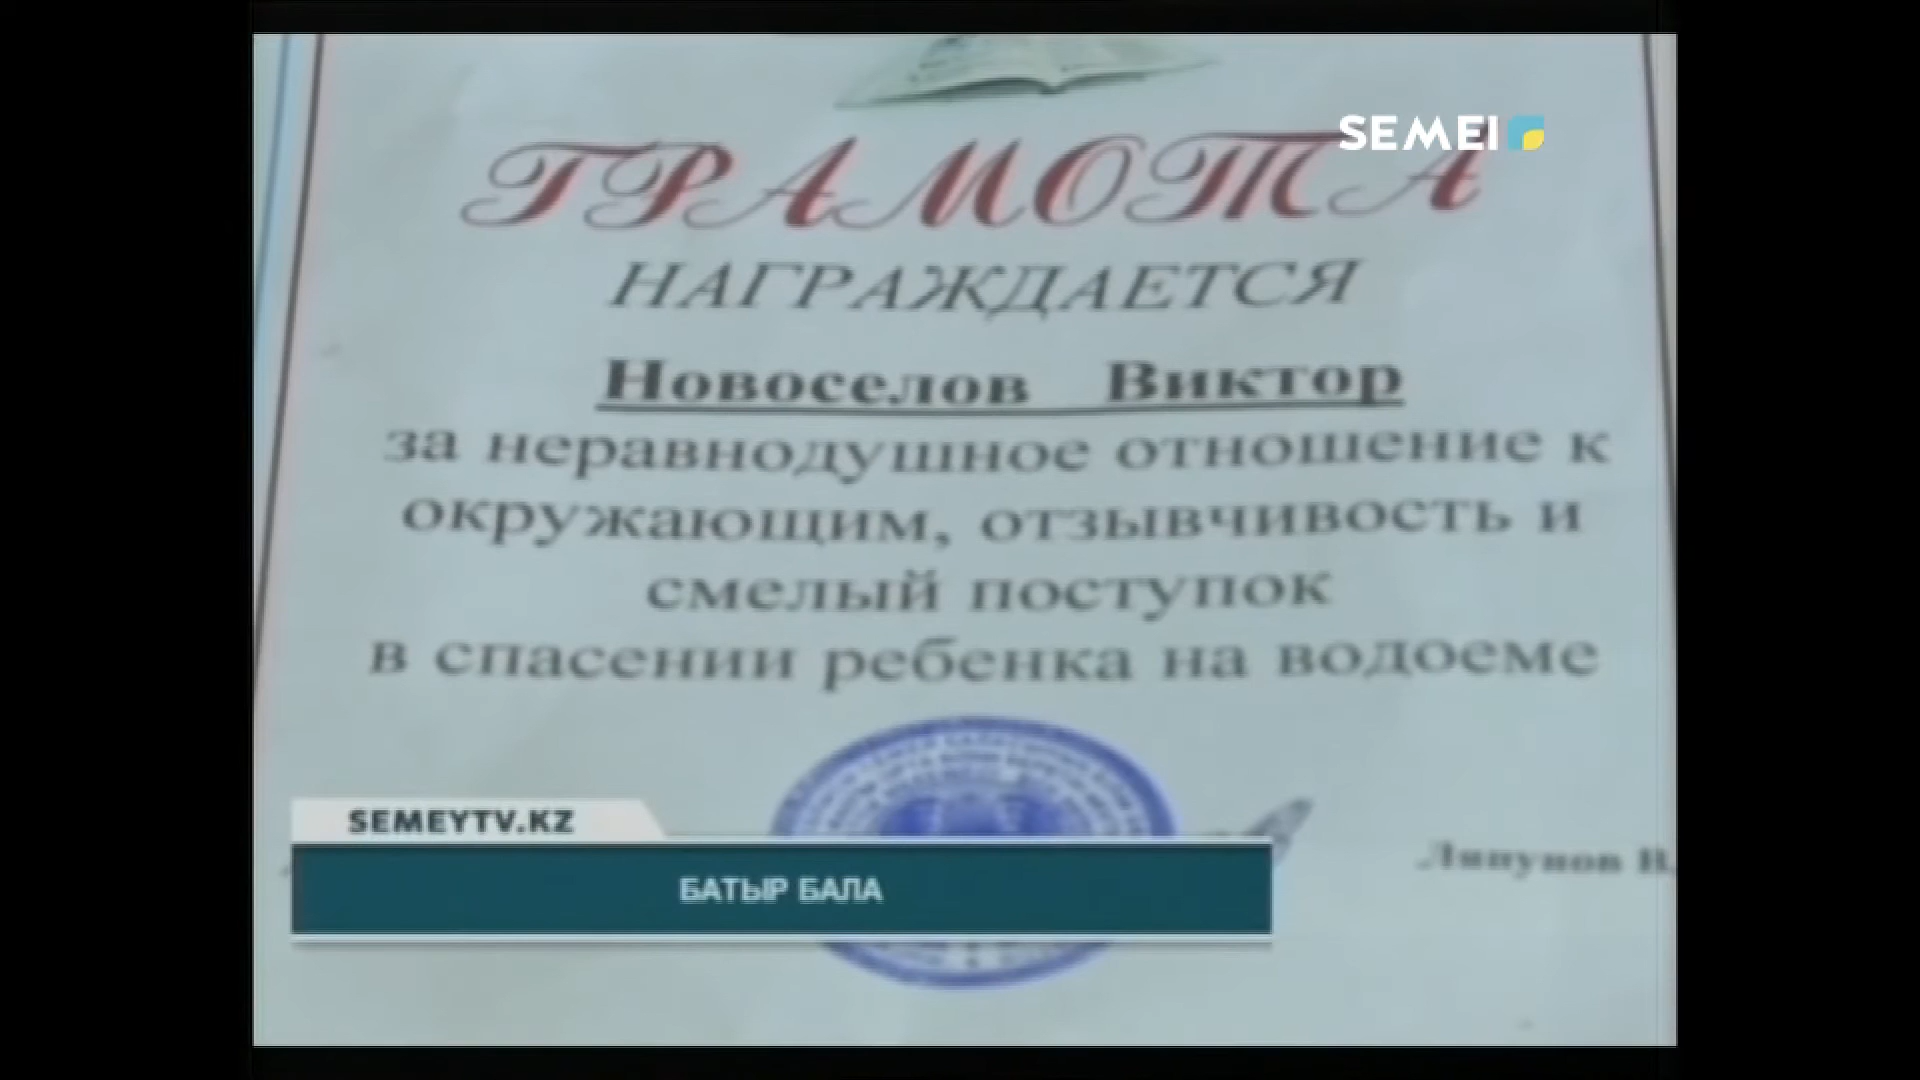 SEMEI
ГРАМОТА
НАГРАЖДАЕТСЯ
Новоселов Виктор
за неравнодушное отношение к
окружающим, отзывчивость и
смелый поступок
в спасении ребенка на водоеме
Ляпунов В.
SEMEYTV.KZ
БАТЫР БАЛА